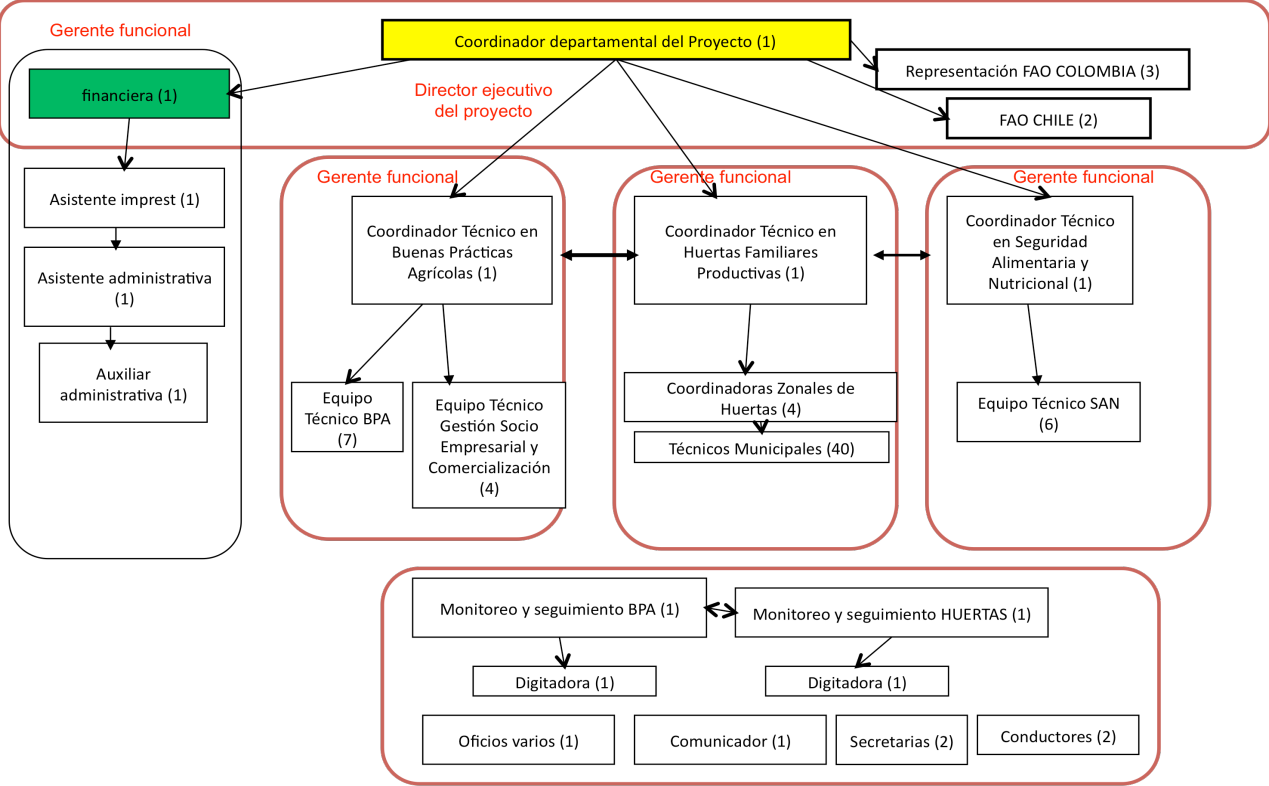 Gerente funcional
Coordinador departamental del Proyecto (1)
Representación FAO COLOMBIA (3)
financiera (1)
Director ejecutivo
del proyecto
FAO CHILE (2)
Asistente imprest (1)
Asistente administrativa
(1)
Auxiliar
administrativa (1)
Gerente funcional
Coordinador Técnico en
Buenas Prácticas
Agrícolas (1)
Equipo
Técnico BPA
(7)
Equipo Técnico
Gestión Socio
Empresarial y
Comercialización
(4)
Gerente funcional
Coordinador Técnico en
Huertas Familiares
Productivas (1)
Coordinadoras Zonales de
Huertas (4)
Técnicos Municipales (40)
Gerente funcional
Coordinador Técnico
en Seguridad
Alimentaria y
Nutricional (1)
Equipo Técnico SAN
(6)
Monitoreo y seguimiento BPA (1)
Monitoreo y seguimiento HUERTAS (1)
Digitadora (1)
Digitadora (1)
Oficios varios (1)
Comunicador (1)
Secretarias (2)
Conductores (2)